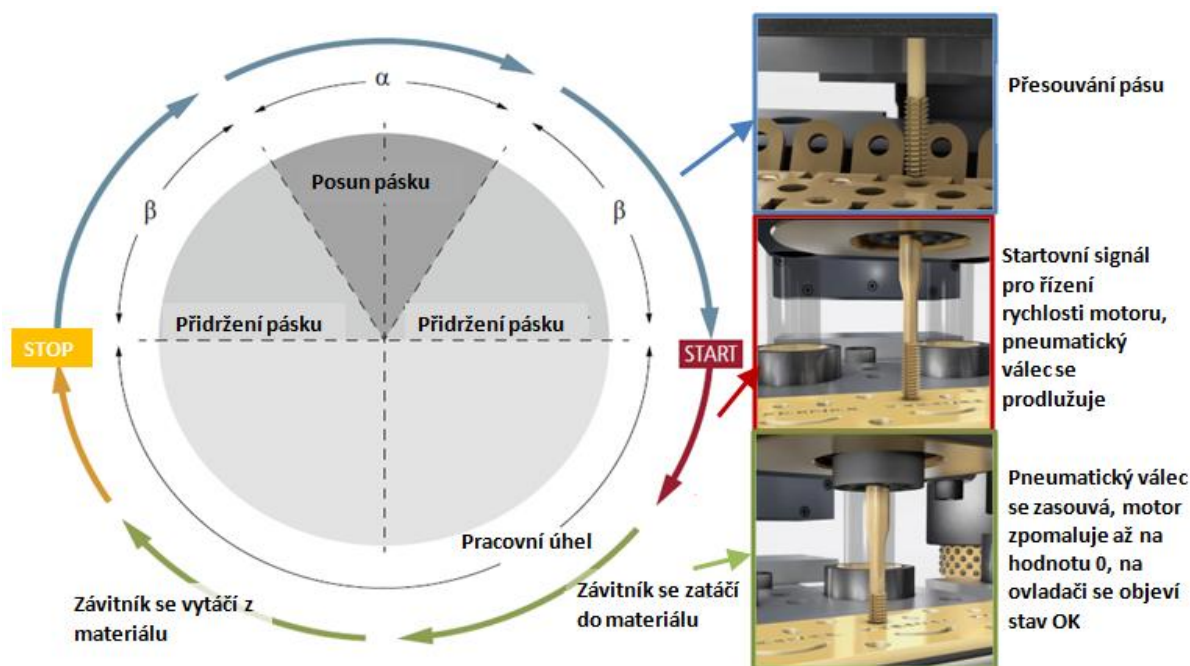 α
β
β
Posun pásku
Přidržení pásku
Přidržení pásku
STOP
START
Pracovní úhel
Závitník se vytáčí z
materiálu
Závitník se zatáčí
do materiálu
Přesouvání pásu
Startovní signál
pro řízení
rychlosti motoru,
pneumatický
válec se
prodlužuje
Pneumatický válec
se zasouvá, motor
zpomaluje až na
hodnotu 0, na
ovladači se objeví
stav OK